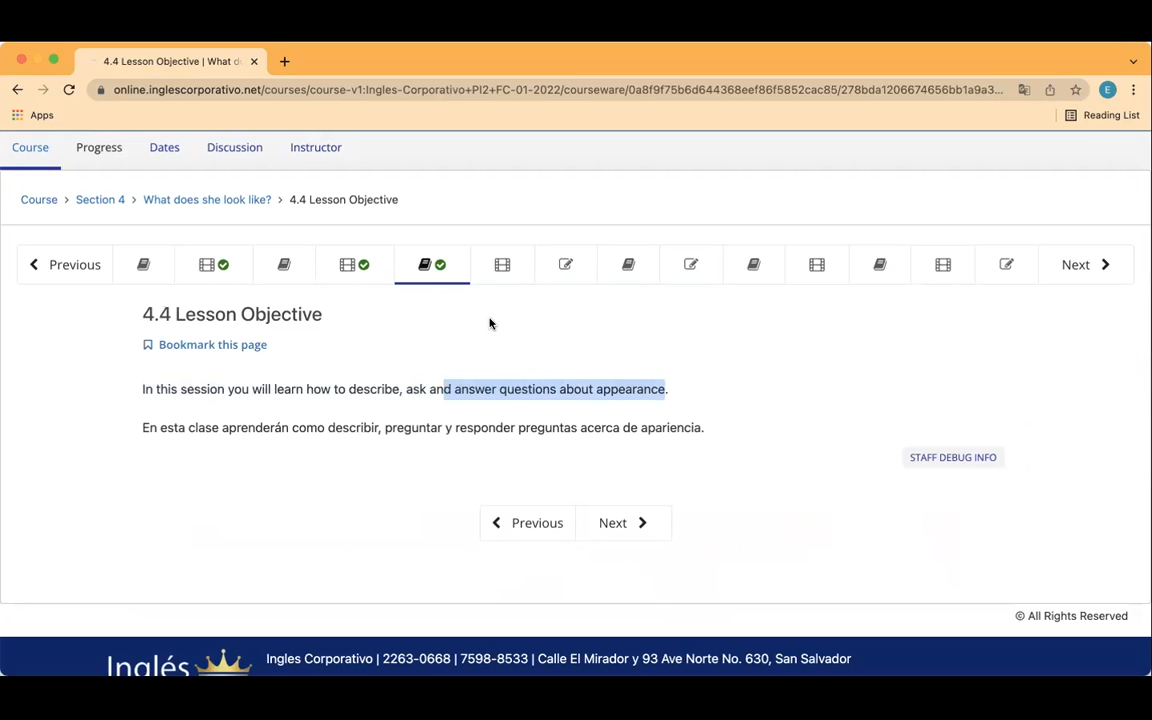 4.4 Lesson Objective | What d
online.inglescorporativo.net/courses/course-v1:Ingles-Corporativo+PI2+FC-01-2022/courseware/0a8f9f75b6d644368eef86f5852cac85/278bda1206674656bb1a9a3...
E
Apps
Reading List
Course Progress Dates Discussion Instructor
Course > Section 4 > What does she look like? > 4.4 Lesson Objective
Previous
Next
4.4 Lesson Objective
Bookmark this page
In this session you will learn how to describe, ask and answer questions about appearance.
En esta clase aprenderán como describir, preguntar y responder preguntas acerca de apariencia.
STAFF DEBUG INFO
Previous Next
© All Rights Reserved
Inglés
Ingles Corporativo | 2263-0668 | 7598-8533 | Calle El Mirador y 93 Ave Norte No. 630, San Salvador